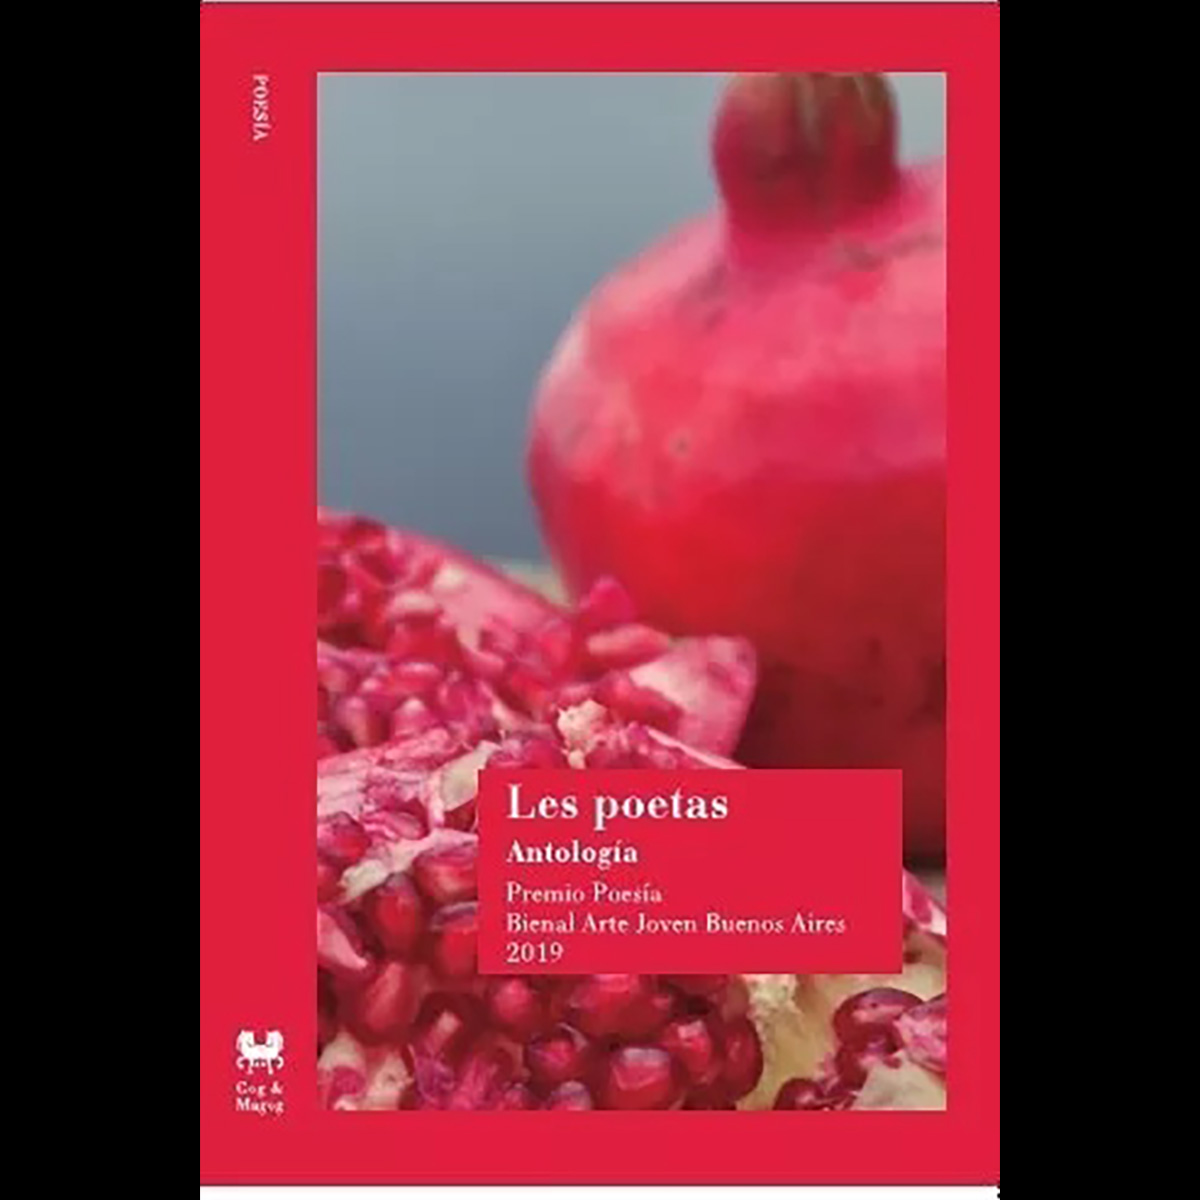 POESÍA
Les poetas
Antología
Premio Poesía
Bienal Arte Joven Buenos Aires
2019
Gog &
Magog